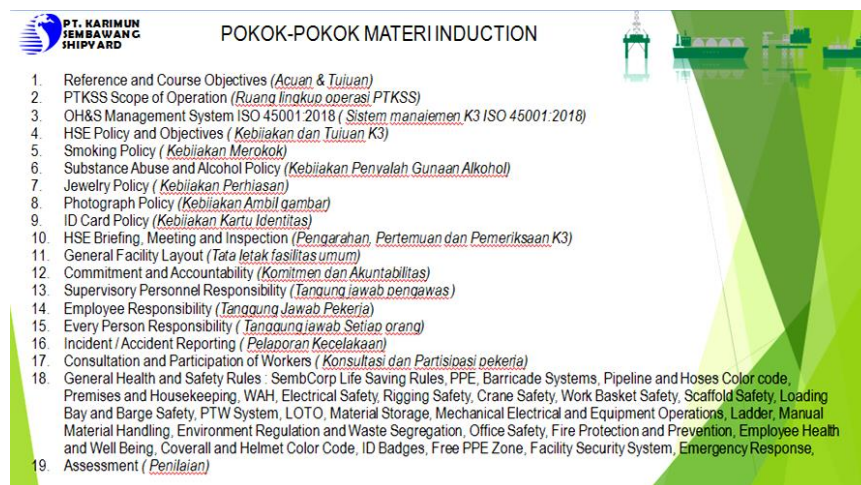 PT. KARIMUN
SEMBAWANG
SHIPYARD
POKOK-POKOK MATERI INDUCTION
1. Reference and Course Objectives (Acuan & Tujuan)
2. PTKSS Scope of Operation (Ruang lingkup operasi PTKSS)
3. OH&S Management System ISO 45001:2018 ( Sistem manajemen K3 ISO 45001:2018)
4. HSE Policy and Objectives ( Kebijakan dan Tujuan K3)
5. Smoking Policy ( Kebijakan Merokok)
6. Substance Abuse and Alcohol Policy (Kebijakan Penyalah Gunaan Alkohol)
7. Jewelry Policy ( Kebijakan Perhiasan)
8. Photograph Policy (Kebijakan Ambil gambar)
9. ID Card Policy (Kebijakan Kartu Identitas)
10. HSE Briefing, Meeting and Inspection (Pengarahan, Pertemuan dan Pemeriksaan K3)
11. General Facility Layout (Tata letak fasilitas umum)
12. Commitment and Accountability (Komitmen dan Akuntabilitas)
13. Supervisory Personnel Responsibility (Tangung jawab pengawas )
14. Employee Responsibility (Tanggung Jawab Pekerja)
15. Every Person Responsibility ( Tanggung jawab Setiap orang)
16. Incident / Accident Reporting ( Pelaporan Kecelakaan)
17. Consultation and Participation of Workers ( Konsultasi dan Partisipasi pekerja)
18. General Health and Safety Rules : SembCorp Life Saving Rules, PPE, Barricade Systems, Pipeline and Hoses Color code,
Premises and Housekeeping, WAH, Electrical Safety, Rigging Safety, Crane Safety, Work Basket Safety, Scaffold Safety, Loading
Bay and Barge Safety, PTW System, LOTO, Material Storage, Mechanical Electrical and Equipment Operations, Ladder, Manual
Material Handling, Environment Regulation and Waste Segregation, Office Safety, Fire Protection and Prevention, Employee Health
and Well Being, Coverall and Helmet Color Code, ID Badges, Free PPE Zone, Facility Security System, Emergency Response,
19. Assessment ( Penilaian)